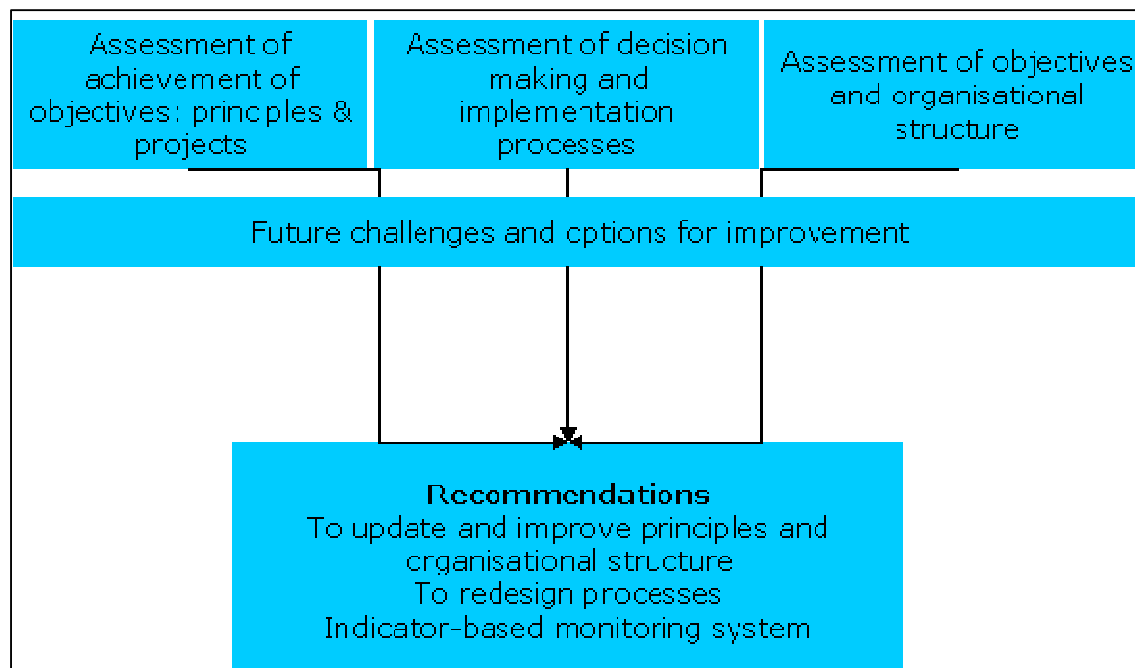 Assessment of
achievement of
objectives: principles &
projects
Assessment of decision
making and
implementation
processes
Assessment of objectives
and organisational
structure
Future challenges and options for improvement
Recommendations
To update and improve principles and
organisational structure
To redesign processes
Indicator-based monitoring system